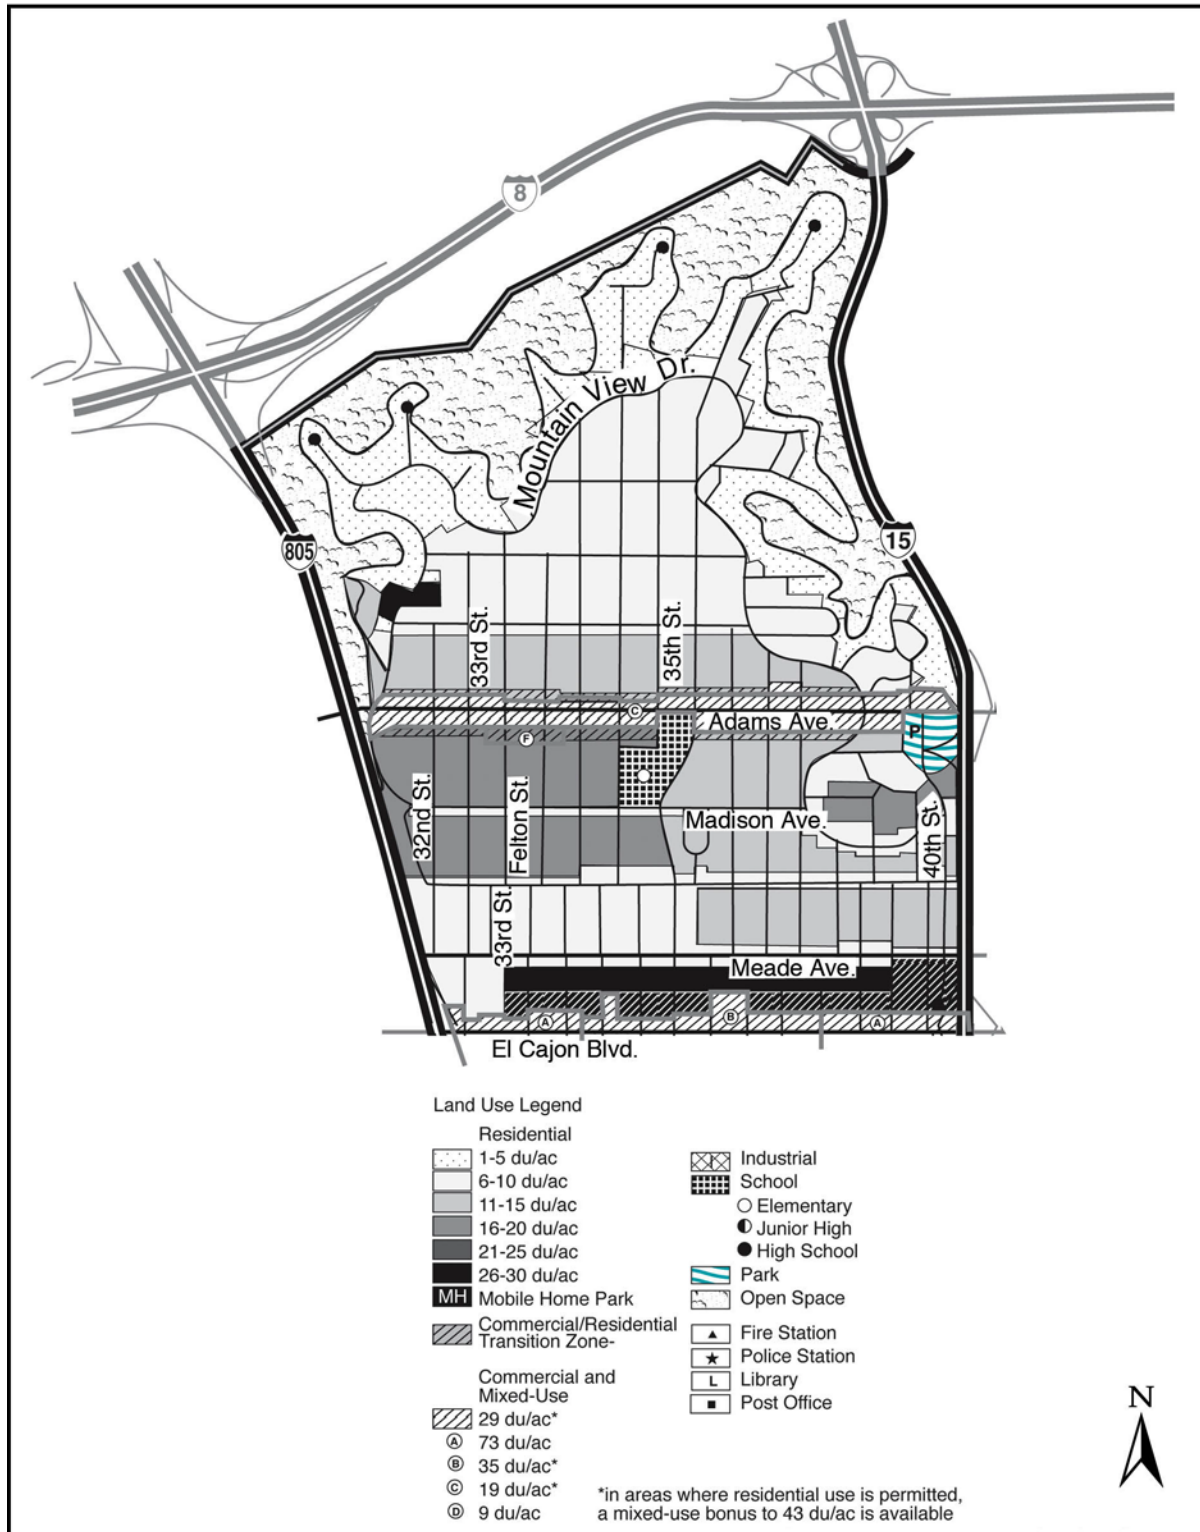 8
Mountain View Dr.
805
15
33rd St.
35th St.
C
Adams Ave.
P
F
32nd St.
Felton St.
Madison Ave.
40th St.
33rd St.
Meade Ave.
A
B
A
El Cajon Blvd.
Land Use Legend
Residential
1-5 du/ac
6-10 du/ac
11-15 du/ac
16-20 du/ac
21-25 du/ac
26-30 du/ac
MH Mobile Home Park
Commercial/Residential
Transition Zone-
Commercial and
Mixed-Use
29 du/ac*
A 73 du/ac
B 35 du/ac*
C 19 du/ac*
D 9 du/ac
I Industrial
School
Elementary
Junior High
High School
Park
Open Space
Fire Station
Police Station
L Library
Post Office
*in areas where residential use is permitted,
a mixed-use bonus to 43 du/ac is available
N